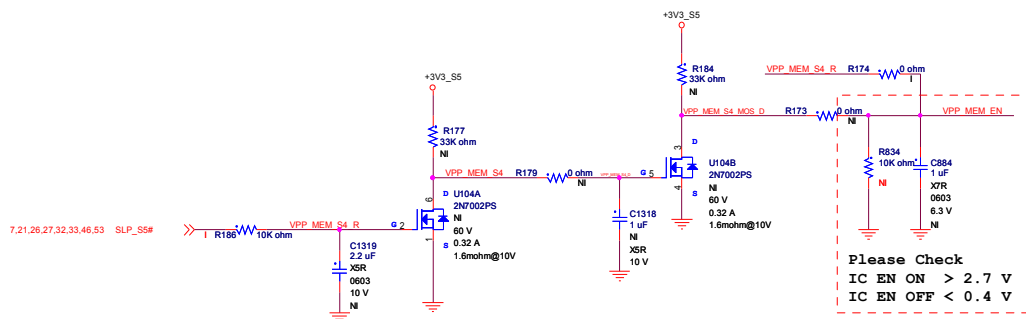 +3V3_S5
R184
33K ohm
NI
VPP_MEM_S4_R
R174
0 ohm
I
+3V3_S5
VPP_MEM_S4_MOS_D
R173
0 ohm
NI
VPP_MEM_EN
R177
33K ohm
NI
3
D
U104B
2N7002PS
NI
60 V
0.32 A
1.6mohm@10V
G
5
4
S
R834
10K ohm
NI
C884
1 uF
X7R
0603
6.3 V
NI
VPP_MEM_S4
R179
0 ohm
NI
6
D
U104A
2N7002PS
NI
60 V
0.32 A
1.6mohm@10V
G
2
1
S
C1318
1 uF
NI
X5R
10 V
7,21,26,27,32,33,46,53 SLP_S5#
I
R186
10K ohm
VPP_MEM_S4_R
C1319
2.2 uF
X5R
0603
10 V
NI
Please Check
IC EN ON > 2.7 V
IC EN OFF < 0.4 V